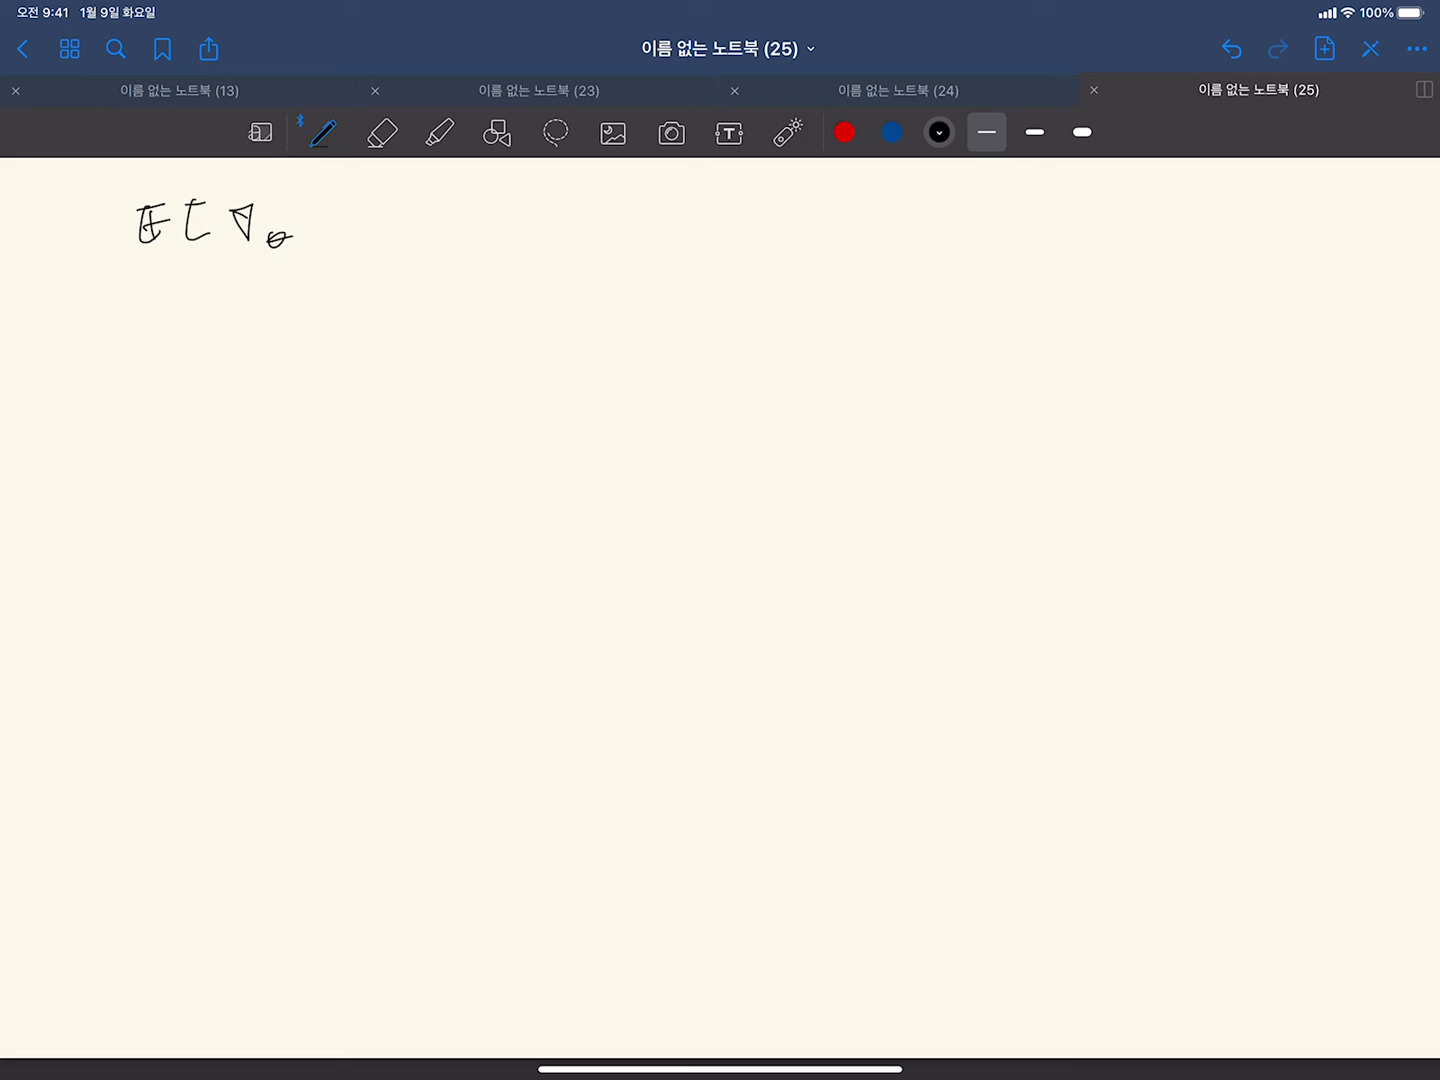 오전 9:41 1월 9일 화요일 100%
이름 없는 노트북 (25)
이름 없는 노트북 (13) 이름 없는 노트북 (23) 이름 없는 노트북 (24) 이름 없는 노트북 (25)
T
E[∇θ